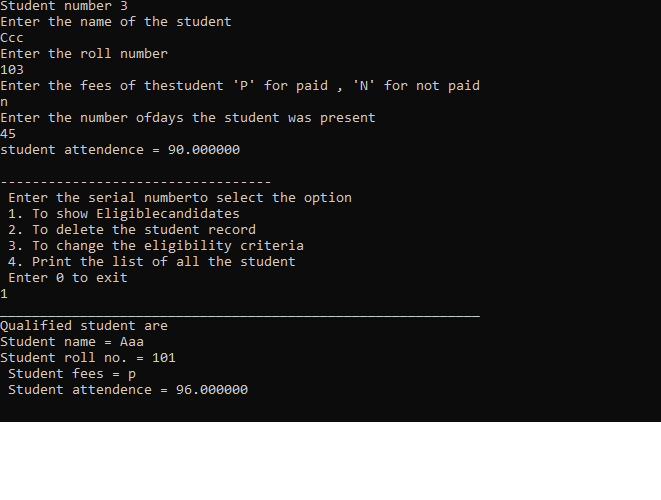 Student number 3
Enter the name of the student
Ccc
Enter the roll number
103
Enter the fees of thestudent 'P' for paid , 'N' for not paid
n
Enter the number ofdays the student was present
45
student attendence = 90.000000
----------------------------------
Enter the serial numberto select the option
1. To show Eligiblecandidates
2. To delete the student record
3. To change the eligibility criteria
4. Print the list of all the student
Enter 0 to exit
1
____________________________________________________________
Qualified student are
Student name = Aaa
Student roll no. = 101
Student fees = p
Student attendence = 96.000000